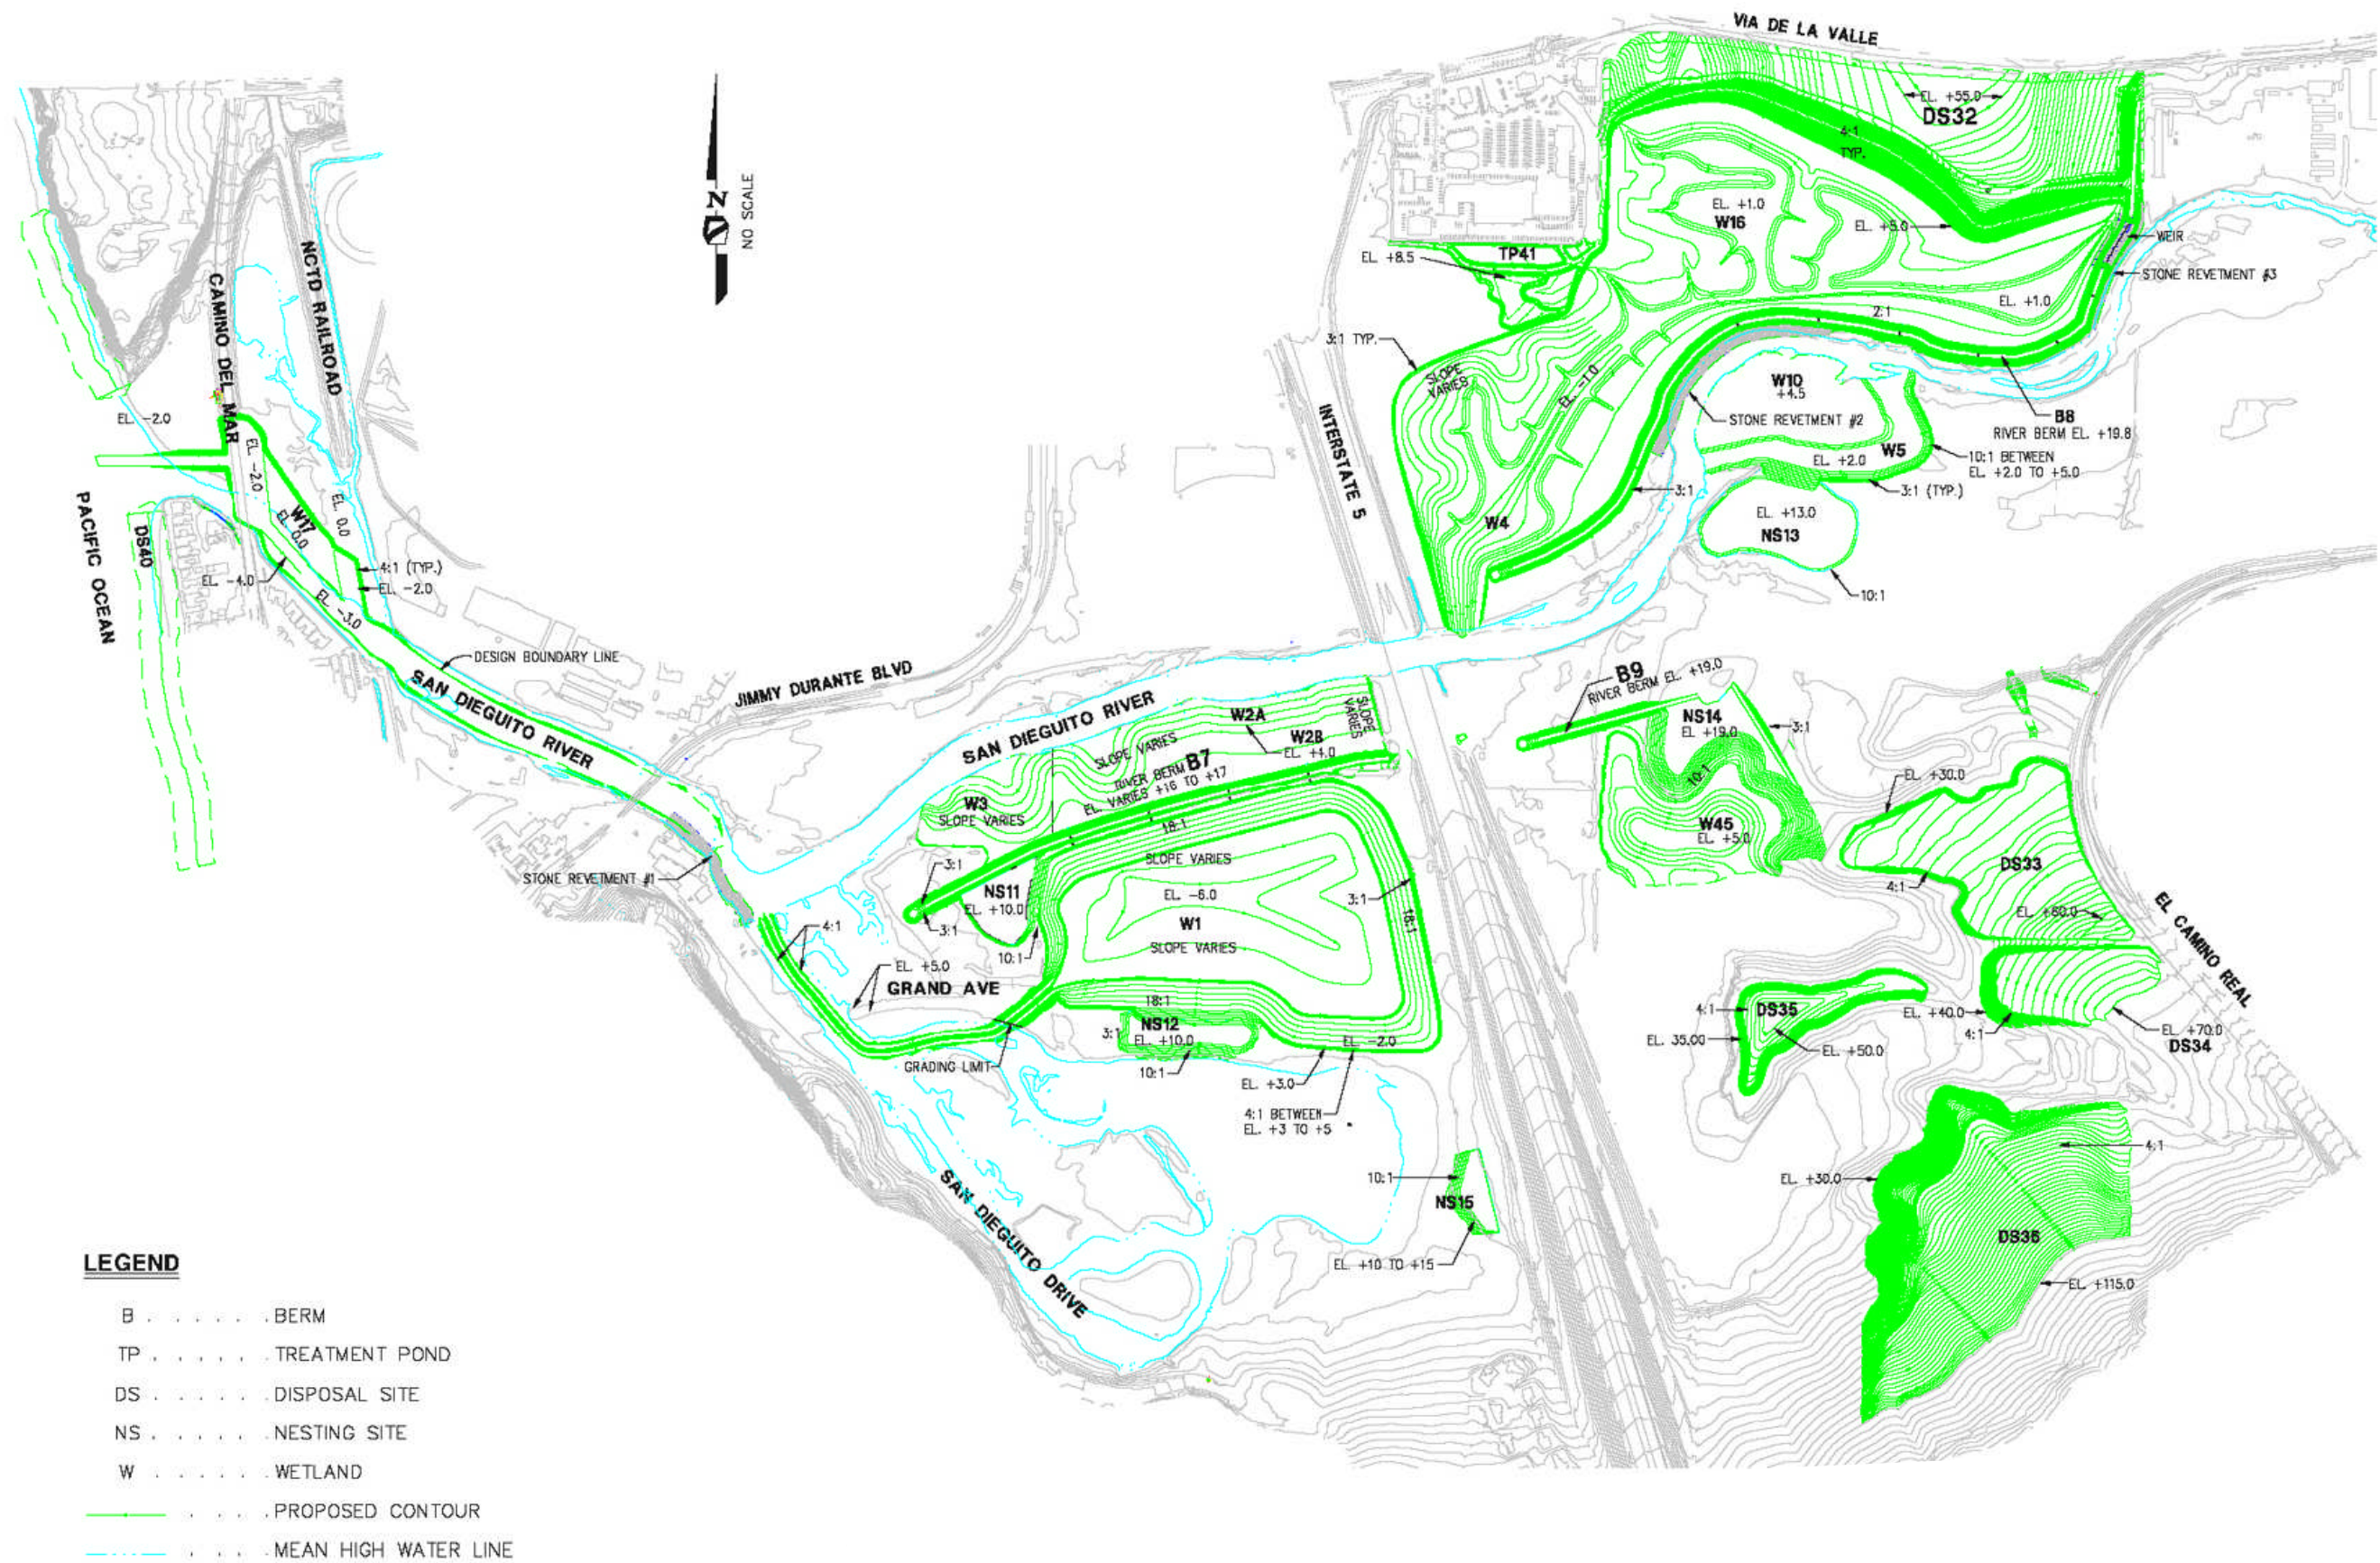 VIA DE LA VALLE
EL. +55.0
DS32
4:1
TYP.
EL. +1.0
W16
EL. +5.0
WEIR
STONE REVETMENT #3
TP41
EL. +8.5
EL. +1.0
2:1
3:1 TYP.
SLOPE
VARIES
EL. -1.0
W10
+4.5
STONE REVETMENT #2
B8
RIVER BERM EL. +19.8
W5
EL. +2.0
10:1 BETWEEN
EL. +2.0 TO +5.0
3:1 (TYP.)
3:1
W4
EL. +13.0
NS13
10:1
N
NO SCALE
NCTD RAILROAD
CAMINO DEL MAR
INTERSTATE 5
EL. -2.0
EL. -2.0
EL. 0.0
W17
EL. 0.0
PACIFIC OCEAN
DS40
EL. -4.0
4:1 (TYP.)
EL. -2.0
EL. -3.0
DESIGN BOUNDARY LINE
SAN DIEGUITO RIVER
JIMMY DURANTE BLVD
SAN DIEGUITO RIVER
W2A
SLOPE
VARIES
W2B
EL. +4.0
SLOPE VARIES
RIVER BERM B7
EL. VARIES +16 TO +17
W3
SLOPE VARIES
18:1
SLOPE VARIES
STONE REVETMENT #1
3:1
NS11
EL. +10.0
3:1
10:1
EL. -6.0
W1
SLOPE VARIES
3:1
18:1
4:1
EL. +5.0
GRAND AVE
18:1
NS12
EL. +10.0
3:1
10:1
GRADING LIMIT
EL. -2.0
EL. +3.0
4:1 BETWEEN
EL. +3 TO +5
B9
RIVER BERM EL. +19.0
NS14
EL +19.0
3:1
10:1
W45
EL. +5.0
EL. +30.0
DS33
4:1
EL. +60.0
EL CAMINO REAL
4:1
DS35
EL. 35.00
EL. +50.0
EL. +40.0
4:1
EL. +70.0
DS34
10:1
NS15
EL. +10 TO +15
SAN DIEGUITO DRIVE
4:1
EL. +30.0
DS36
EL. +115.0
LEGEND
B . . . . . . BERM
TP . . . . . . TREATMENT POND
DS . . . . . . DISPOSAL SITE
NS . . . . . . NESTING SITE
W . . . . . . WETLAND
. . . . PROPOSED CONTOUR
. . . . MEAN HIGH WATER LINE